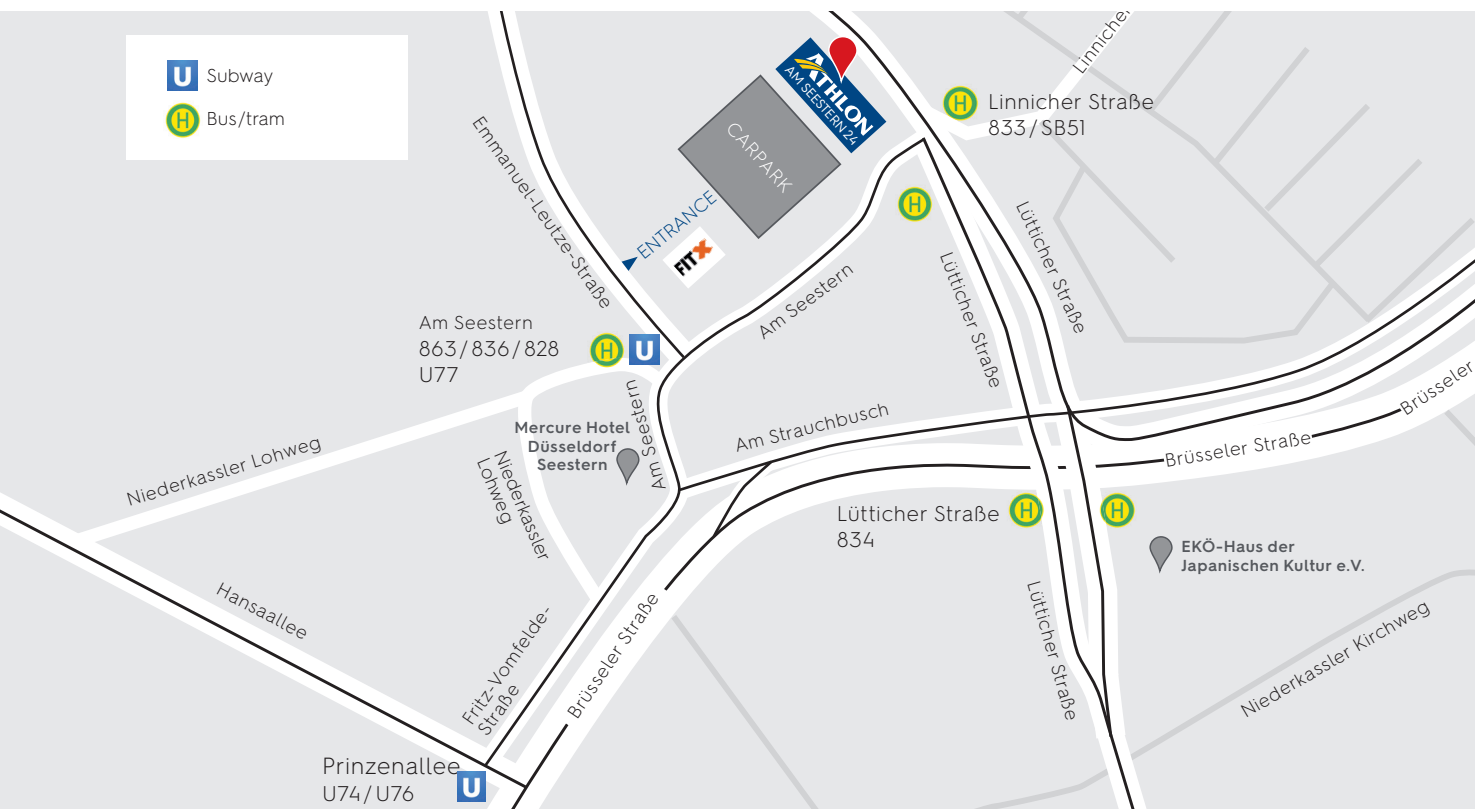 U Subway
H Bus/tram
ATHLON
AM SEESTERN 24
CARPARK
ENTRANCE
FITX
Linnicher
H Linnicher Straße
833/SB51
H
Emmanuel-Leutze-Straße
Lütticher Straße
Lütticher Straße
Am Seestern
Am Seestern
863/836/828
U77
H U
Am Seestern
Am Strauchbusch
Mercure Hotel
Düsseldorf
Seestern
Niederkassler Lohweg
Niederkassler
Lohweg
Brüsseler
Brüsseler Straße
Lütticher Straße
834
H
H
EKÖ-Haus der
Japanischen Kultur e.V.
Hansaallee
Fritz-Vomfelde-
Straße
Brüsseler Straße
Lütticher Straße
Niederkassler Kirchweg
Prinzenallee
U74/U76
U